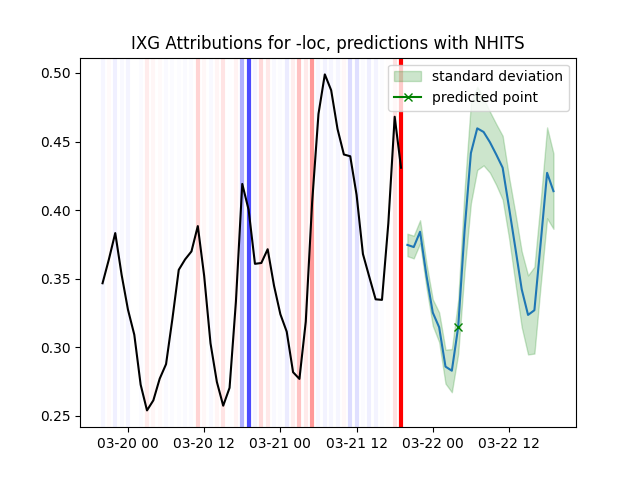 IXG Attributions for -loc, predictions with NHITS
standard deviation
predicted point
0.50
0.45
0.40
0.35
0.30
0.25
03-20 00 03-20 12 03-21 00 03-21 12 03-22 00 03-22 12